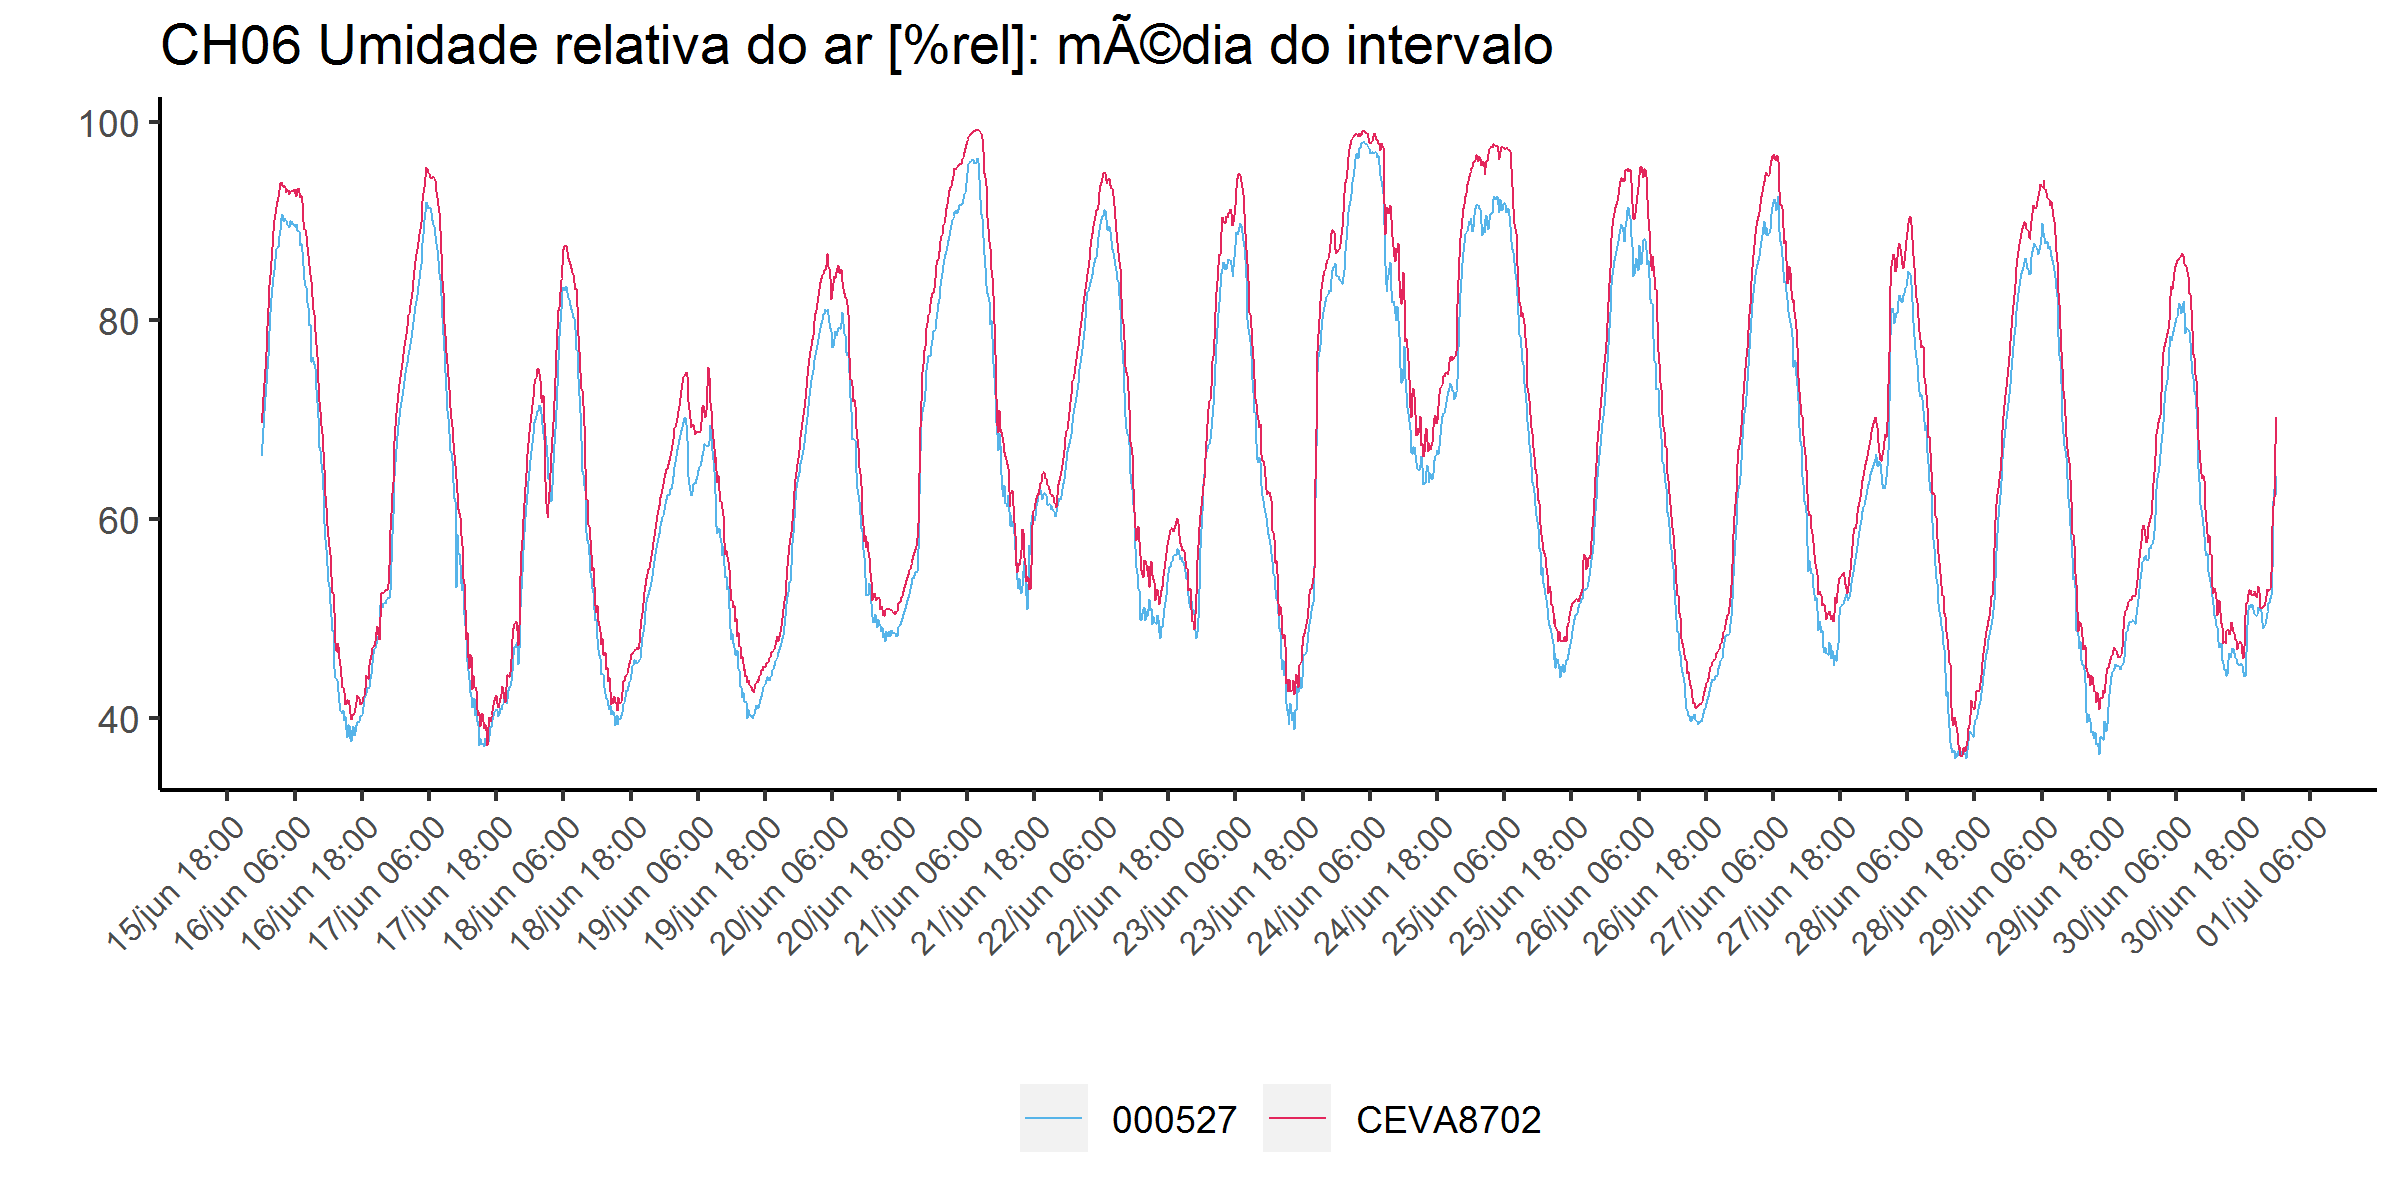 CH06 Umidade relativa do ar [%rel]: mÃ©dia do intervalo
100
80
60
40
15/jun 18:00
16/jun 06:00
16/jun 18:00
17/jun 06:00
17/jun 18:00
18/jun 06:00
18/jun 18:00
19/jun 06:00
19/jun 18:00
20/jun 06:00
20/jun 18:00
21/jun 06:00
21/jun 18:00
22/jun 06:00
22/jun 18:00
23/jun 06:00
23/jun 18:00
24/jun 06:00
24/jun 18:00
25/jun 06:00
25/jun 18:00
26/jun 06:00
26/jun 18:00
27/jun 06:00
27/jun 18:00
28/jun 06:00
28/jun 18:00
29/jun 06:00
29/jun 18:00
30/jun 06:00
30/jun 18:00
01/jul 06:00
000527
CEVA8702